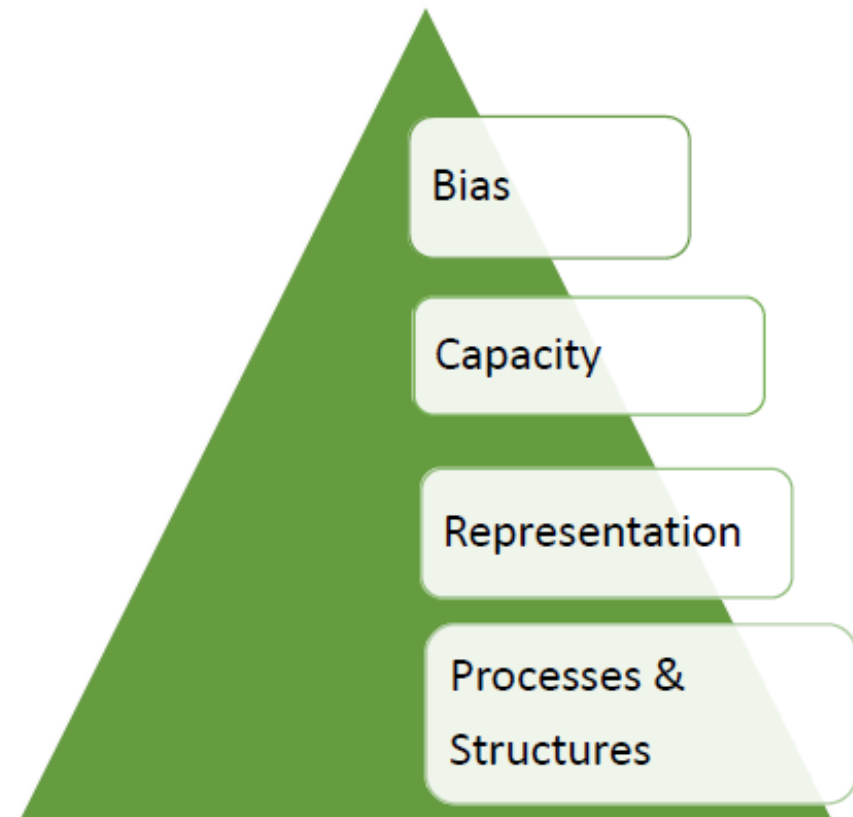 Bias
Capacity
Representation
Processes &
Structures